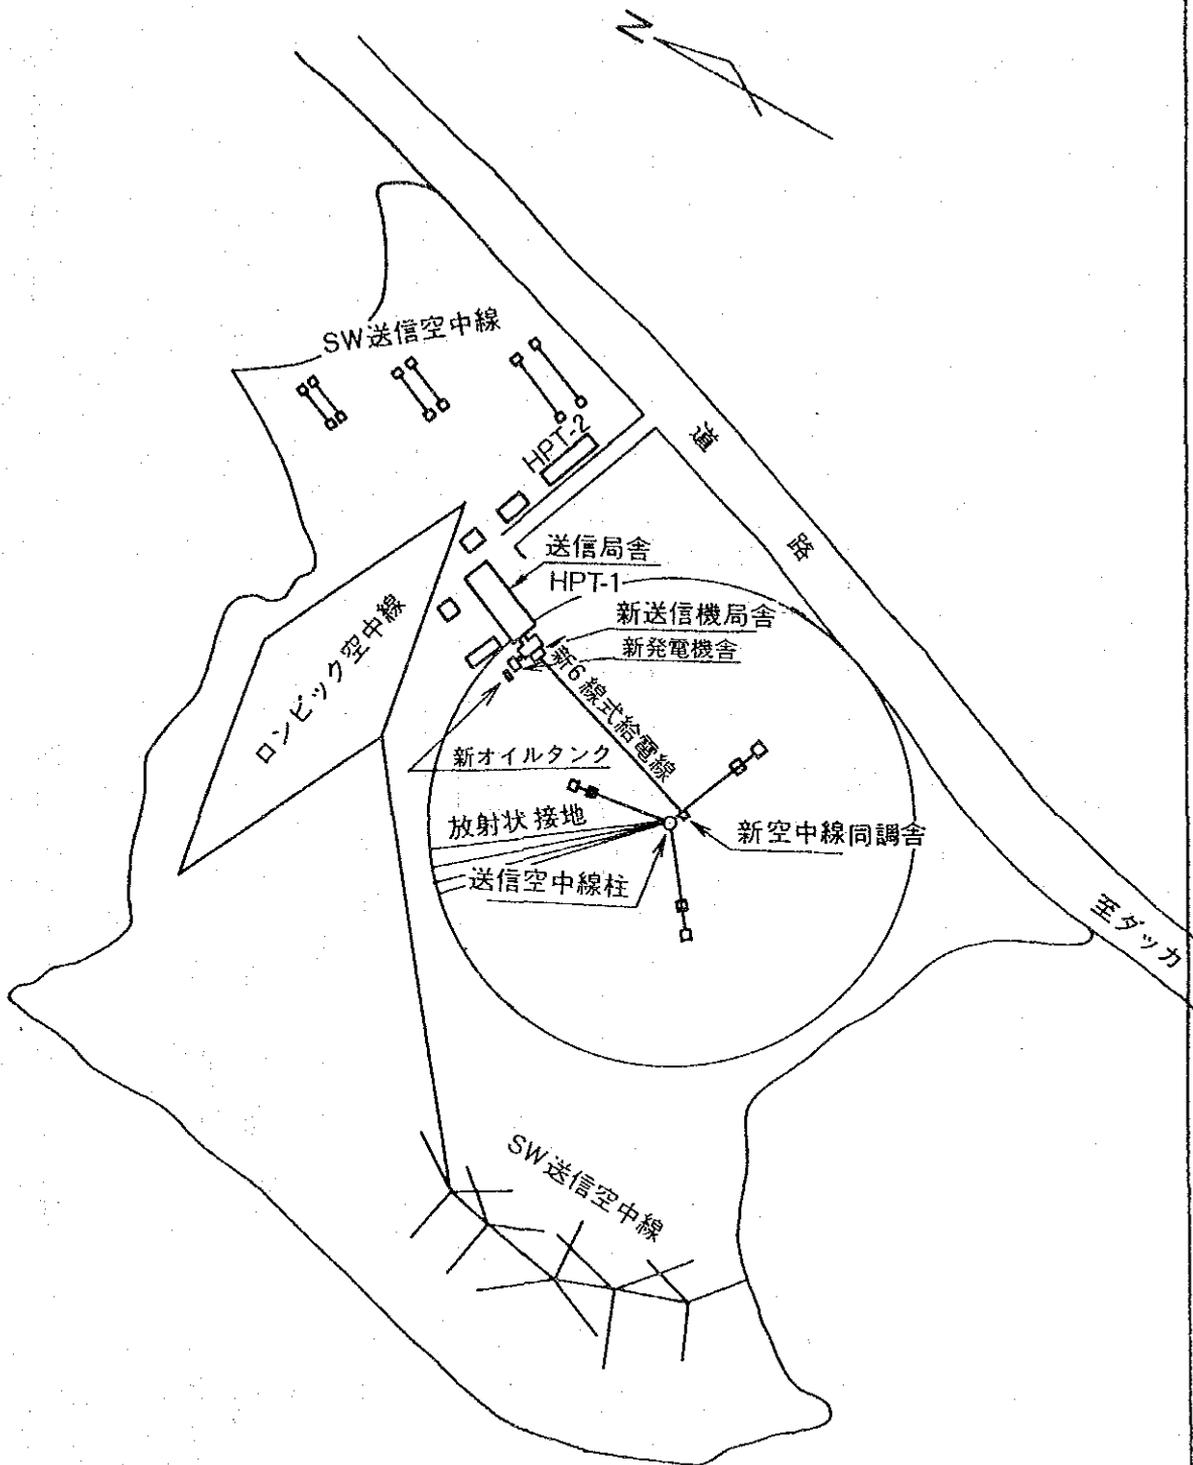 N
SW送信空中線
HPT-2
道路
送信局舎
HPT-1
新送信機局舎
新発電機舎
新6線式給電線
ロンビック空中線
新オイルタンク
放射状接地
新空中線同調舎
送信空中線柱
至ダッカ
SW送信空中線